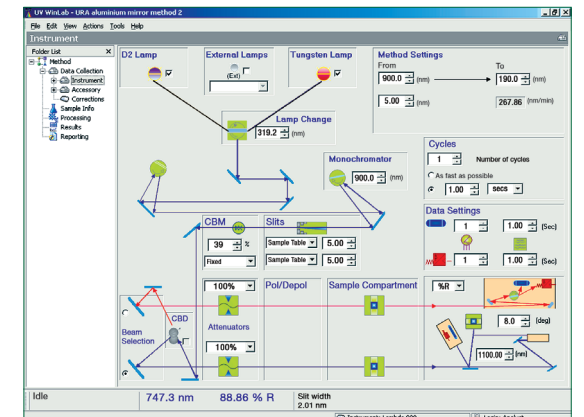 UV WinLab - URA aluminium mirror method 2
File Edit View Actions Tools Help
Instrument
Folder List X
Method
Data Collection
Instrument
Accessory
Corrections
Sample Info
Processing
Results
Reporting
D2 Lamp
External Lamps
(Ext)
Tungsten Lamp
Method Settings
From To
900.0 (nm) 190.0 (nm)
5.00 (nm) 267.86 (nm/min)
Lamp Change
319.2 (nm)
Monochromator
900.0 (nm)
Cycles
1 Number of cycles
As fast as possible
1.00 secs
CBM
39 %
Fixed
Slits
Sample Table 5.00
Sample Table 5.00
Data Settings
1 1.00 (Sec)
1 1.00 (Sec)
100%
Pol/Depol
Sample Compartment
%R
CBD
Beam
Selection
Attenuators
100%
8.0 (deg)
1100.00 (nm)
Idle
747.3 nm
88.86 % R
Slit width
2.01 nm